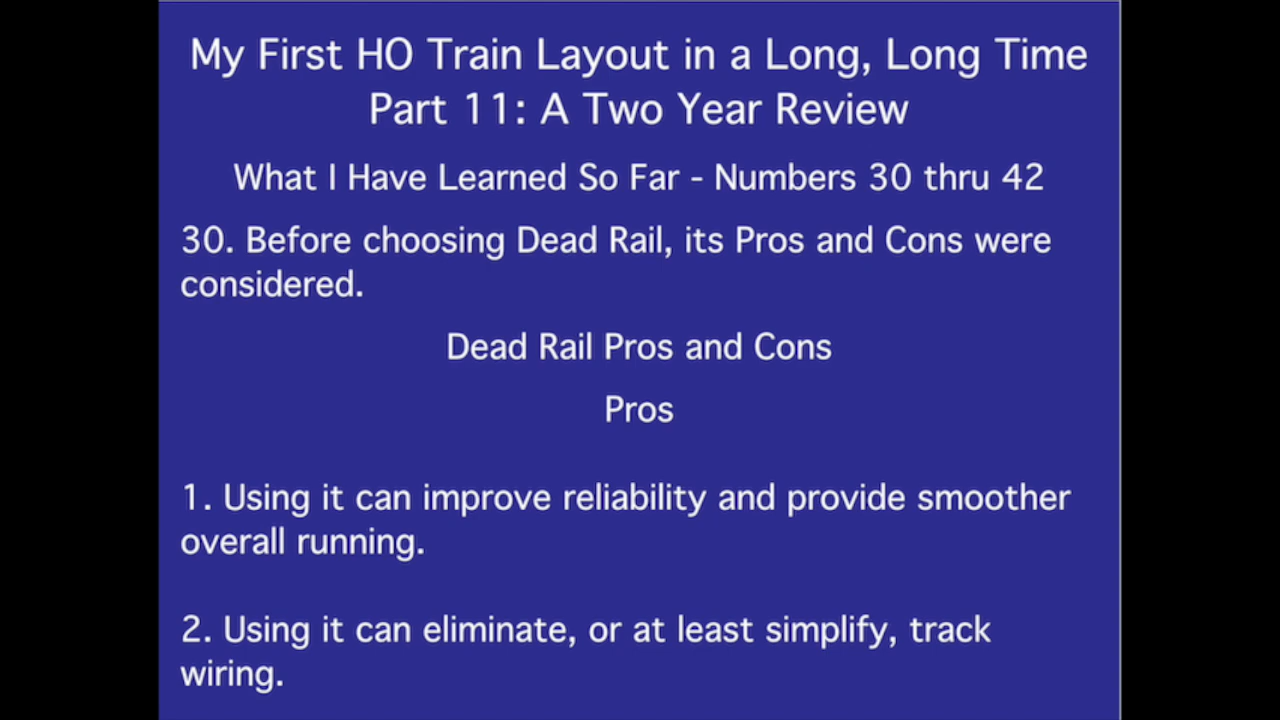 My First HO Train Layout in a Long, Long Time
Part 11: A Two Year Review
What I Have Learned So Far - Numbers 30 thru 42
30. Before choosing Dead Rail, its Pros and Cons were
considered.
Dead Rail Pros and Cons
Pros
1. Using it can improve reliability and provide smoother
overall running.
2. Using it can eliminate, or at least simplify, track
wiring.